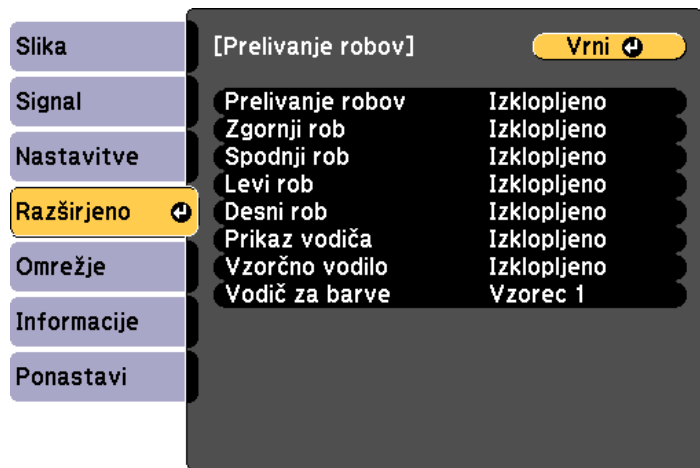 Slika
Signal
Nastavitve
Razširjeno
Omrežje
Informacije
Ponastavi
[Prelivanje robov]
Vrni
Prelivanje robov Izklopljeno
Zgornji rob Izklopljeno
Spodnji rob Izklopljeno
Levi rob Izklopljeno
Desni rob Izklopljeno
Prikaz vodiča Izklopljeno
Vzorčno vodilo Izklopljeno
Vodič za barve Vzorec 1